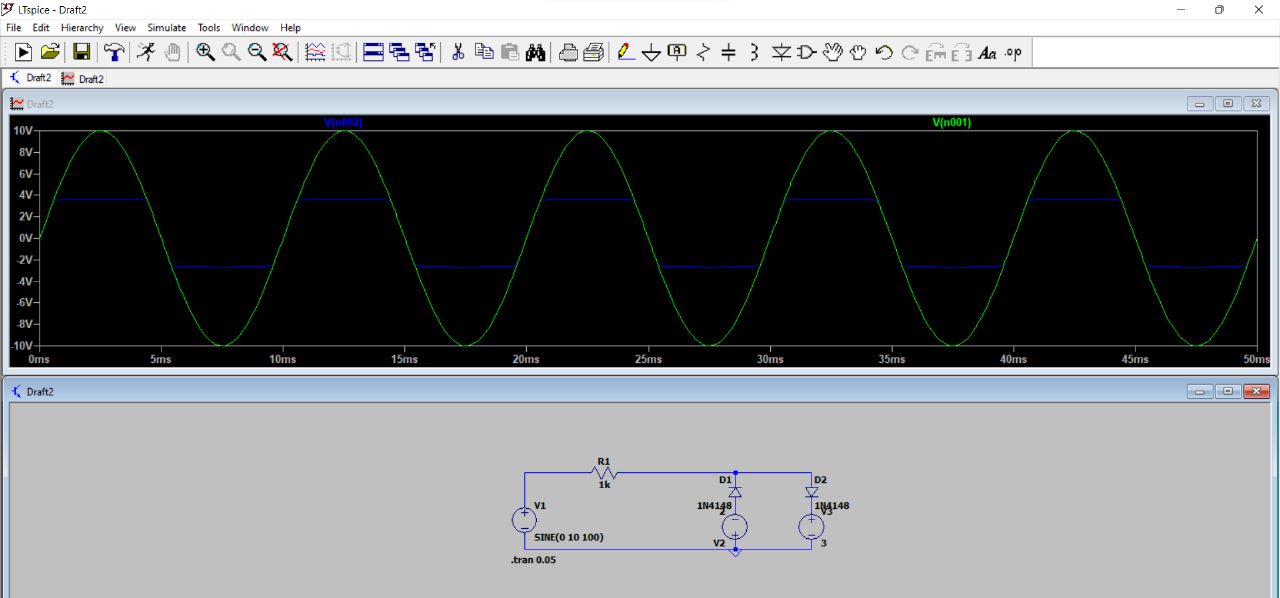 LTspice - Draft2
File Edit Hierarchy View Simulate Tools Window Help
Draft2 Draft2
Draft2
V(n002) V(n001)
10V
8V
6V
4V
2V
0V
-2V
-4V
-6V
-8V
-10V
0ms 5ms 10ms 15ms 20ms 25ms 30ms 35ms 40ms 45ms 50ms
Draft2
R1
1k
D1 D2
V1 1N4148 1N4148
2 V3
SINE(0 10 100)
V2 3
.tran 0.05